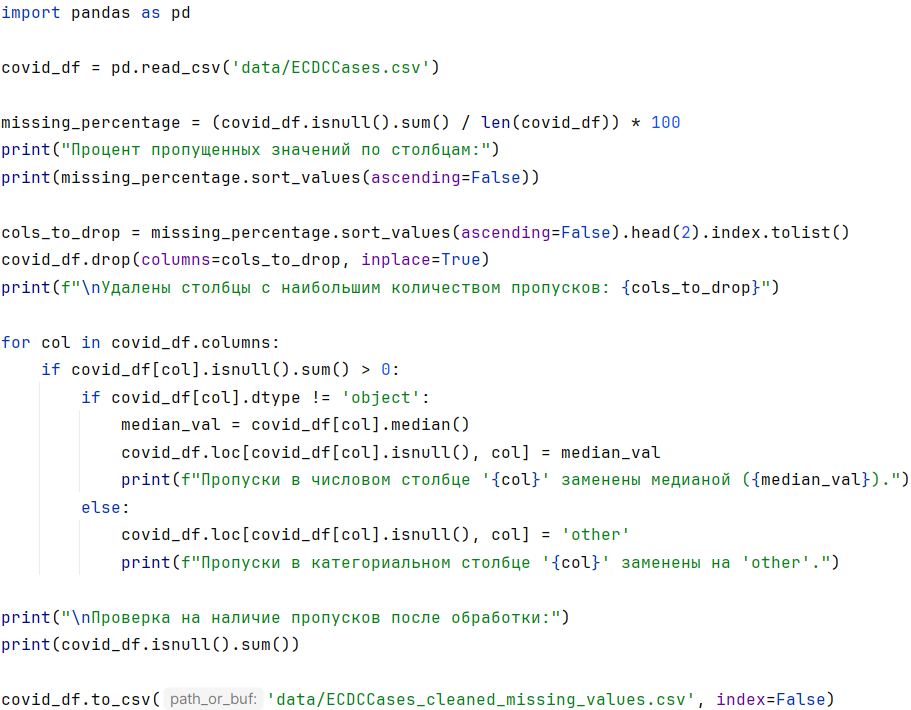 import pandas as pd
covid_df = pd.read_csv('data/ECDCCases.csv')
missing_percentage = (covid_df.isnull().sum() / len(covid_df)) * 100
print("Процент пропущенных значений по столбцам:")
print(missing_percentage.sort_values(ascending=False))
cols_to_drop = missing_percentage.sort_values(ascending=False).head(2).index.tolist()
covid_df.drop(columns=cols_to_drop, inplace=True)
print(f"\nУдалены столбцы с наибольшим количеством пропусков: {cols_to_drop}")
for col in covid_df.columns:
    if covid_df[col].isnull().sum() > 0:
        if covid_df[col].dtype != 'object':
            median_val = covid_df[col].median()
            covid_df.loc[covid_df[col].isnull(), col] = median_val
            print(f"Пропуски в числовом столбце '{col}' заменены медианой ({median_val}).")
        else:
            covid_df.loc[covid_df[col].isnull(), col] = 'other'
            print(f"Пропуски в категориальном столбце '{col}' заменены на 'other'.")
print("\nПроверка на наличие пропусков после обработки:")
print(covid_df.isnull().sum())
covid_df.to_csv( path_or_buf: 'data/ECDCCases_cleaned_missing_values.csv', index=False)